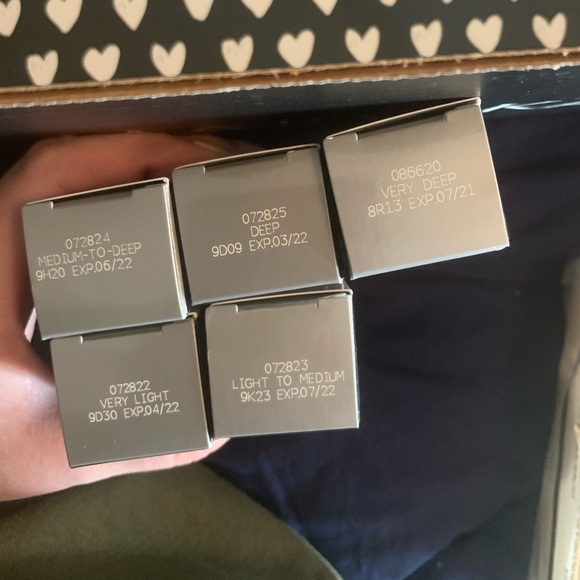 072824
MEDIUM-TO-DEEP
9H20 EXP.06/22
072825
DEEP
9D09 EXP.03/22
086620
VERY DEEP
8R13 EXP.07/21
072822
VERY LIGHT
9D30 EXP.04/22
072823
LIGHT TO MEDIUM
9K23 EXP.07/22